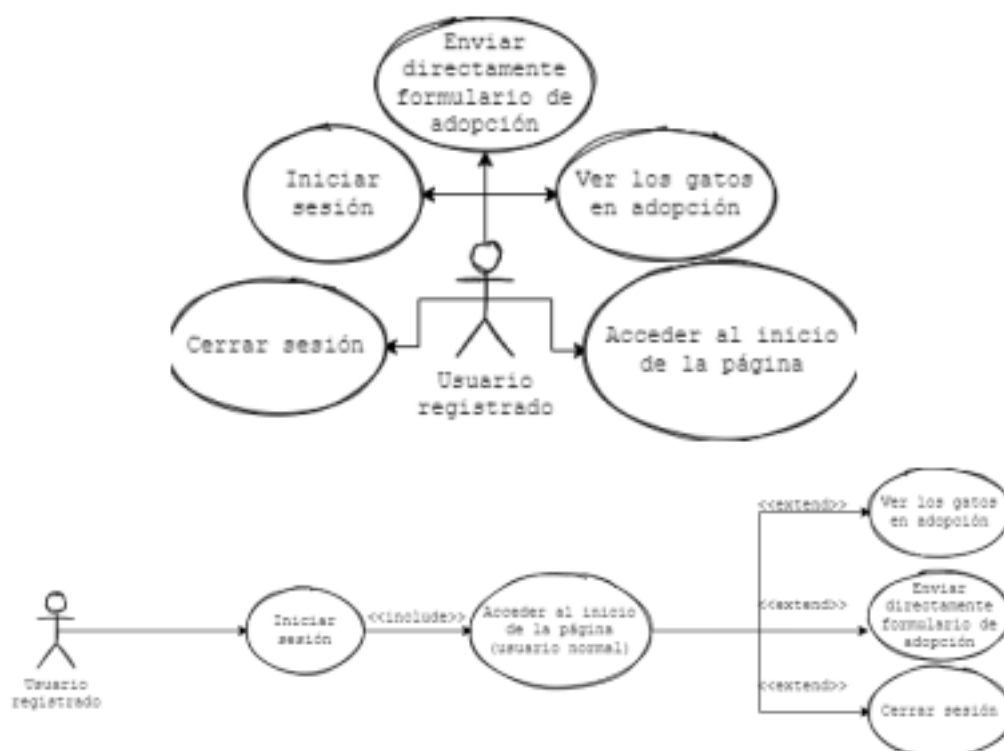 Enviar
directamente
formulario de
adopción
Iniciar
sesión
Ver los gatos
en adopción
Cerrar sesión
Acceder al inicio
de la página
Usuario
registrado
<<extend>>
Ver los gatos
en adopción
Usuario
registrado
Iniciar
sesión
<<include>>
Acceder al inicio
de la página
(usuario normal)
<<extend>>
Enviar
directamente
formulario de
adopción
<<extend>>
Cerrar sesión